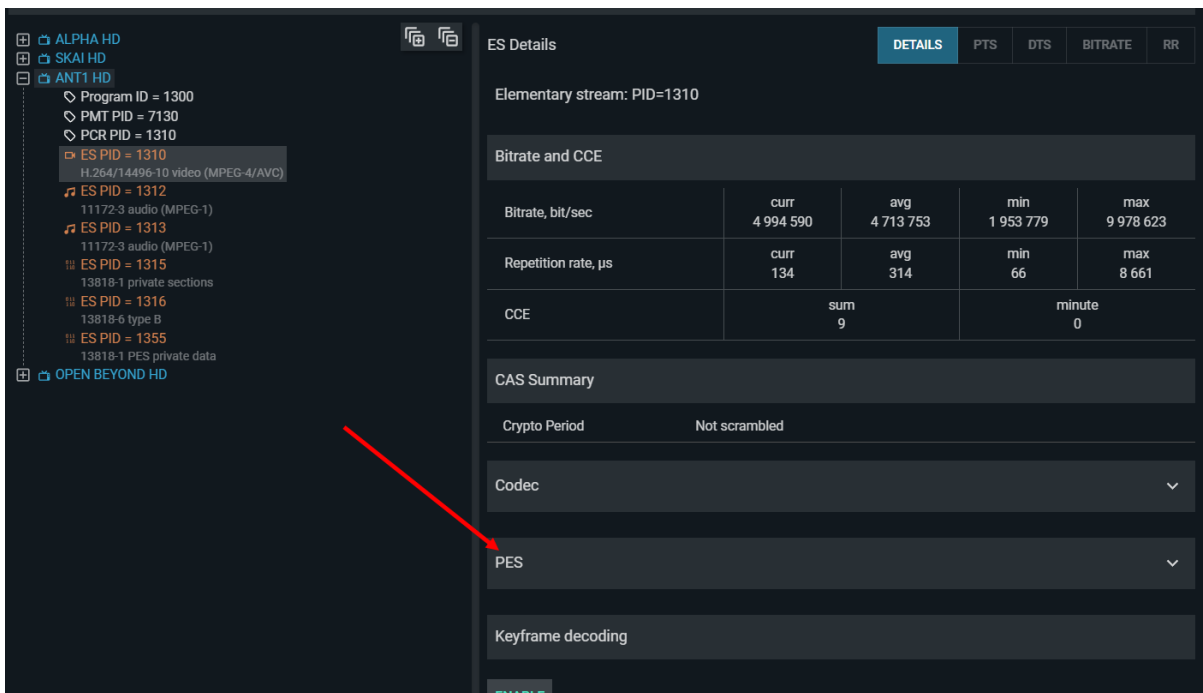 ALPHA HD
SKAI HD
ANT1 HD
Program ID = 1300
PMT PID = 7130
PCR PID = 1310
ES PID = 1310
H.264/14496-10 video (MPEG-4/AVC)
ES PID = 1312
11172-3 audio (MPEG-1)
ES PID = 1313
11172-3 audio (MPEG-1)
ES PID = 1315
13818-1 private sections
ES PID = 1316
13818-6 type B
ES PID = 1355
13818-1 PES private data
OPEN BEYOND HD
ES Details DETAILS PTS DTS BITRATE RR
Elementary stream: PID=1310
Bitrate and CCE
curr avg min max
Bitrate, bit/sec
4 994 590 4 713 753 1 953 779 9 978 623
curr avg min max
Repetition rate, µs
134 314 66 8 661
sum minute
CCE
9 0
CAS Summary
Crypto Period Not scrambled
Codec
PES
Keyframe decoding
ENABLE